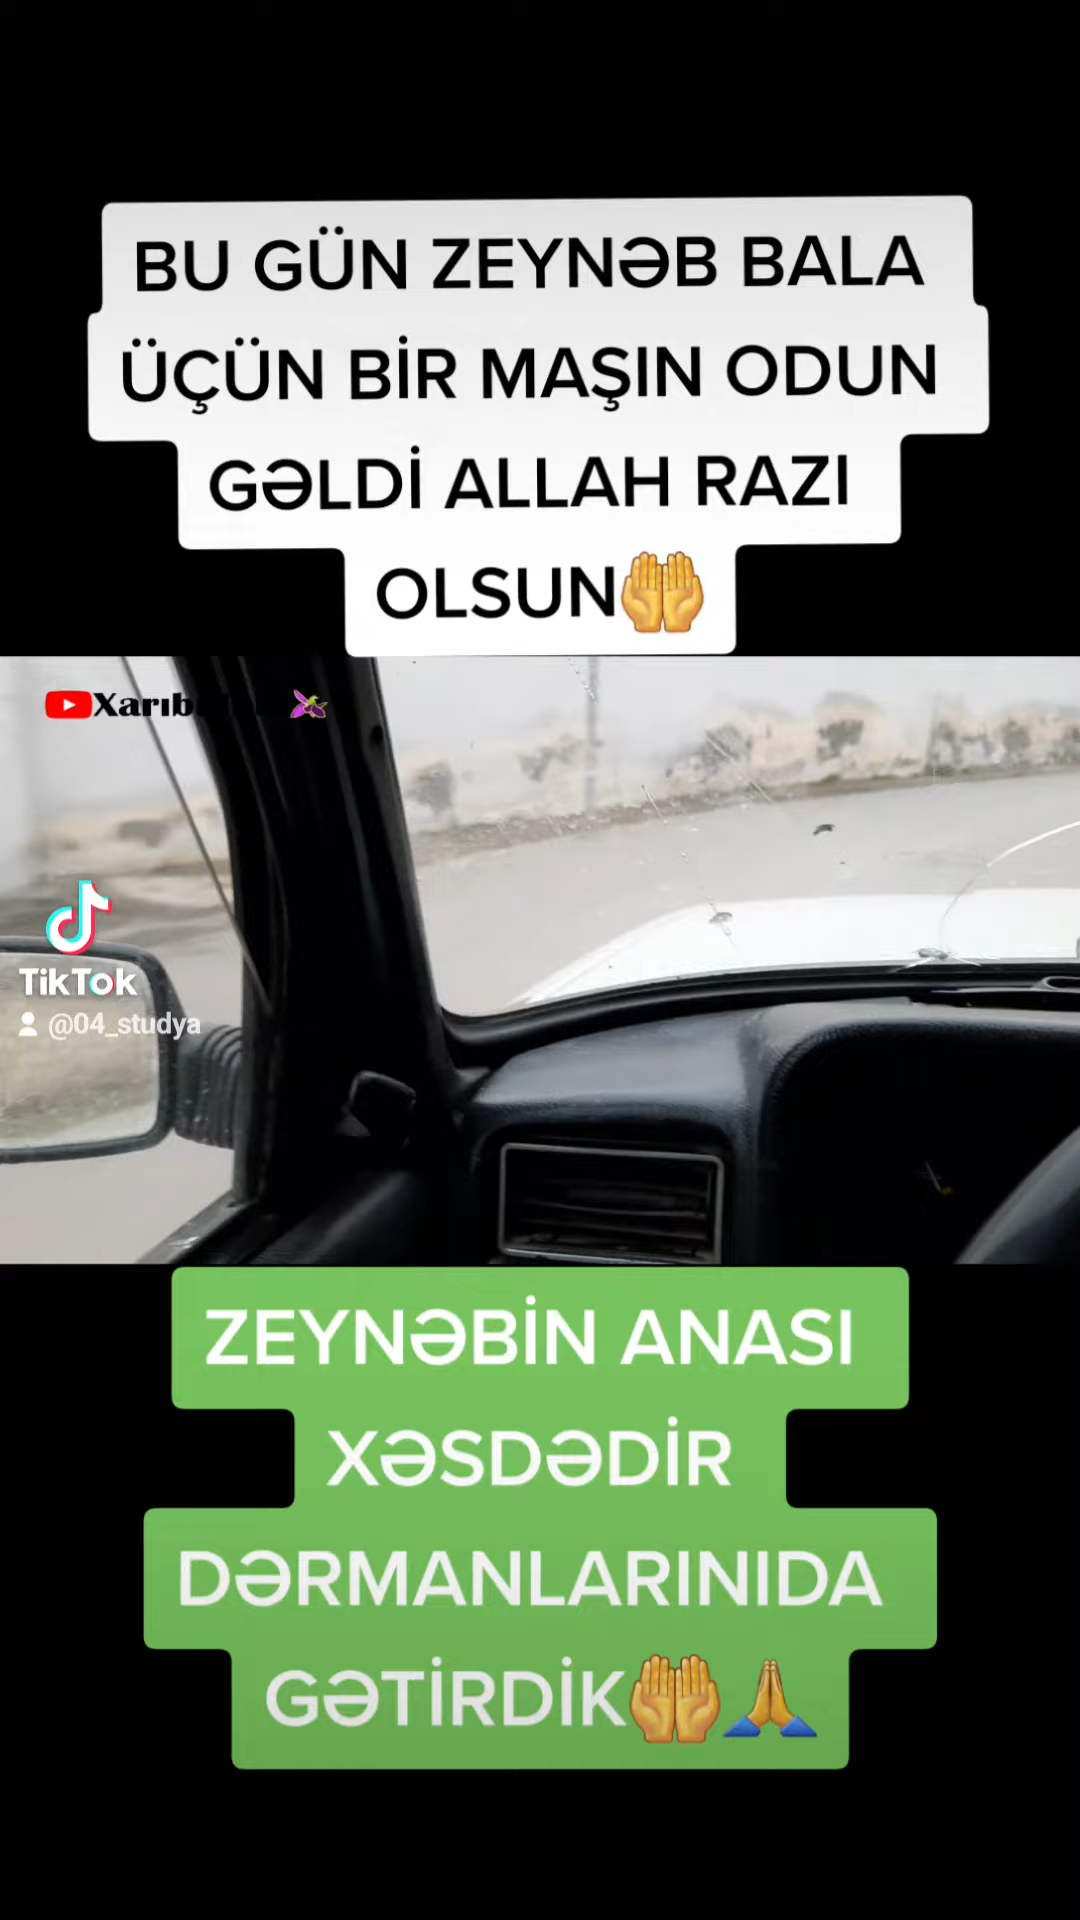 BU GÜN ZEYNƏB BALA
ÜÇÜN BİR MAŞIN ODUN
GƏLDİ ALLAH RAZI
OLSUN🤲
TikTok
@04_studya
ZEYNƏBİN ANASI
XƏSDƏDİR
DƏRMANLARINIDA
GƏTİRDİK🤲🙏